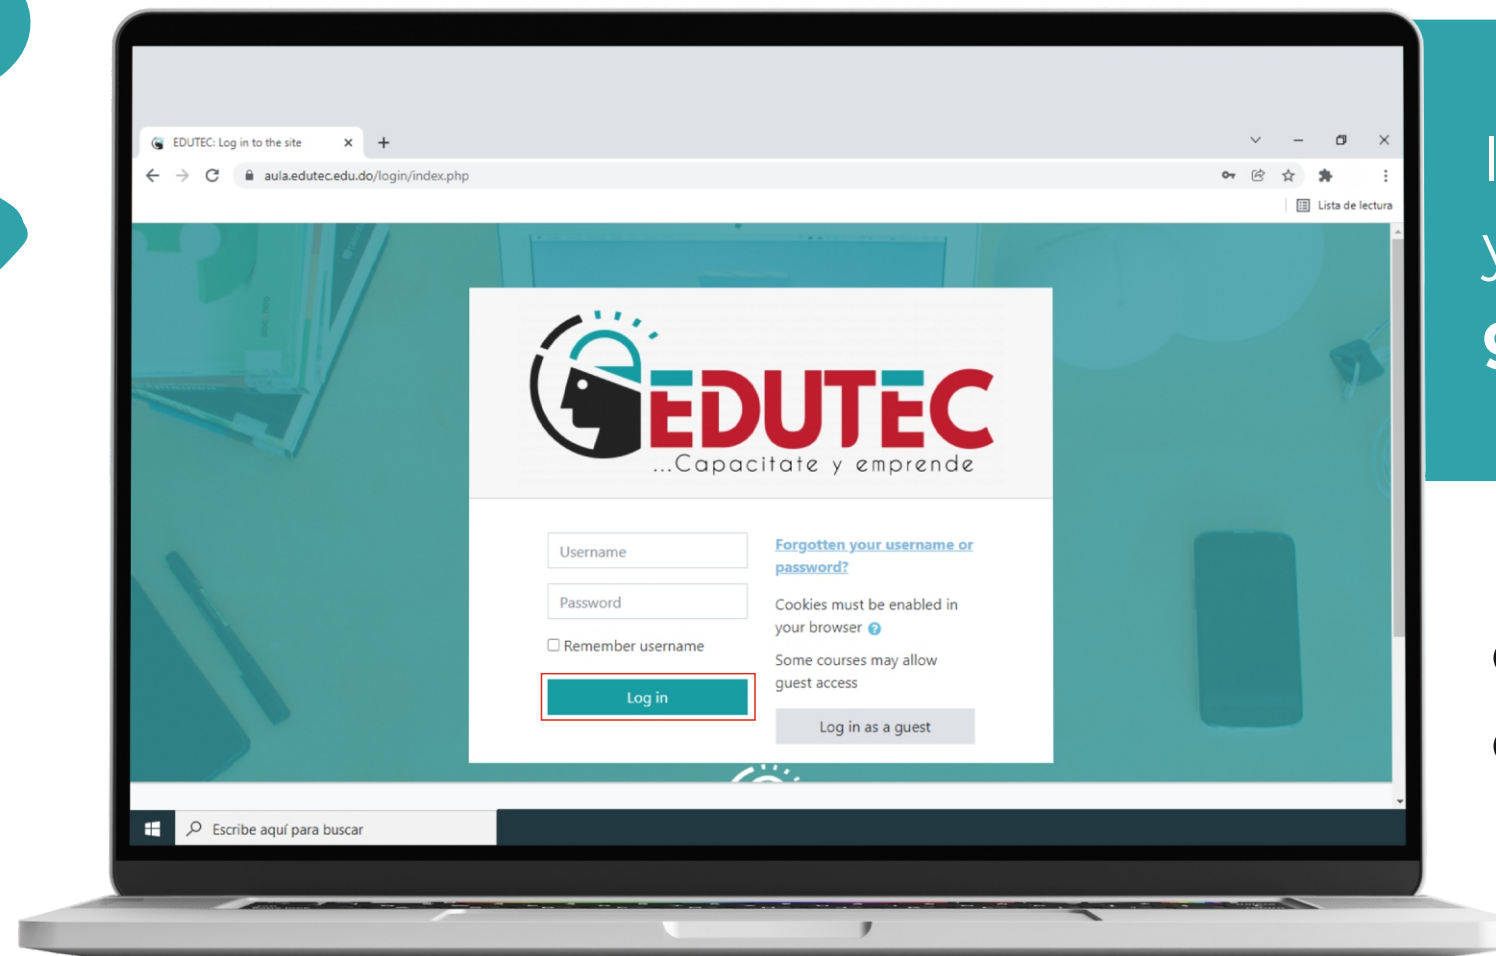 EDUTEC: Log in to the site
aula.edutec.edu.do/login/index.php
Lista de lectura
EDUTEC
...Capacitate y emprende
Username
Password
Remember username
Log in
Forgotten your username or
password?
Cookies must be enabled in
your browser
Some courses may allow
guest access
Log in as a guest
Escribe aquí para buscar
y